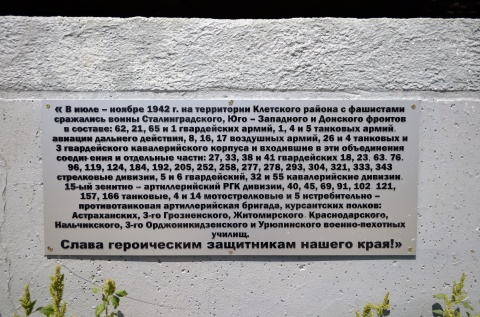 « В июле – ноябре 1942 г. на территории Клетского района с фашистами
сражались воины Сталинградского, Юго – Западного и Донского фронтов
в составе: 62, 21, 65 и 1 гвардейских армий, 1, 4 и 5 танковых армий.
авиации дальнего действия, 8, 16, 17 воздушных армий, 26 и 4 танковых и
3 гвардейского кавалерийского корпуса и входившие в эти объединения
соединения и отдельные части: 27, 33, 38 и 41 гвардейских 18, 23. 63. 76.
96, 119, 124, 184, 192, 205, 252, 258, 277, 278, 293, 304, 321, 333, 343
стрелковые дивизии, 5 и 6 гвардейский, 32 и 55 кавалерийские дивизии.
15-ый зенитно – артиллерийский РГК дивизии, 40, 45, 69, 91, 102 121,
157, 166 танковые, 4 и 14 мотострелковые и 5 истребительно –
противотанковая артиллерийская бригада, курсантских полков:
Астраханских, 3-го Грозненского, Житомирского Краснодарского,
Нальчикского, 3-го Орджоникидзенского и Урюпинского военно-пехотных
училищ.
Слава героическим защитникам нашего края!»